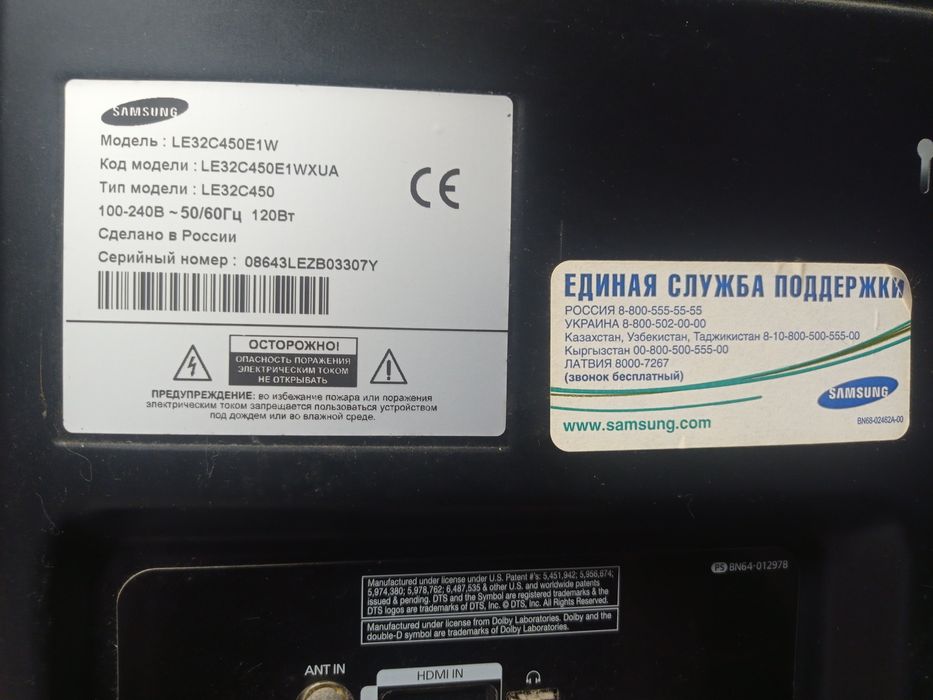 SAMSUNG
Модель : LE32C450E1W
Код модели : LE32C450E1WXUA
Тип модели : LE32C450
100-240В ~ 50/60Гц 120Вт
Сделано в России
Серийный номер : 08643LEZB03307Y
CE
ОСТОРОЖНО!
ОПАСНОСТЬ ПОРАЖЕНИЯ
ЭЛЕКТРИЧЕСКИМ ТОКОМ
НЕ ОТКРЫВАТЬ
ПРЕДУПРЕЖДЕНИЕ: во избежание пожара или поражения
электрическим током запрещается пользоваться устройством
под дождем или во влажной среде.
ЕДИНАЯ СЛУЖБА ПОДДЕРЖКИ
РОССИЯ 8-800-555-55-55
УКРАИНА 8-800-502-00-00
Казахстан, Узбекистан, Таджикистан 8-10-800-500-555-00
Кыргызстан 00-800-500-555-00
ЛАТВИЯ 8000-7267
(звонок бесплатный)
SAMSUNG
www.samsung.com
BN68-02462A-00
PS BN64-01297B
Manufactured under license under U.S. Patent #'s: 5,451,942; 5,956,674;
5,974,380; 5,978,762; 6,487,535 & other U.S. and worldwide patents
issued & pending. DTS and the Symbol are registered trademarks & the
DTS logos are trademarks of DTS, Inc. © DTS, Inc. All Rights Reserved.
Manufactured under license from Dolby Laboratories. Dolby and the
double-D symbol are trademarks of Dolby Laboratories.
ANT IN
HDMI IN